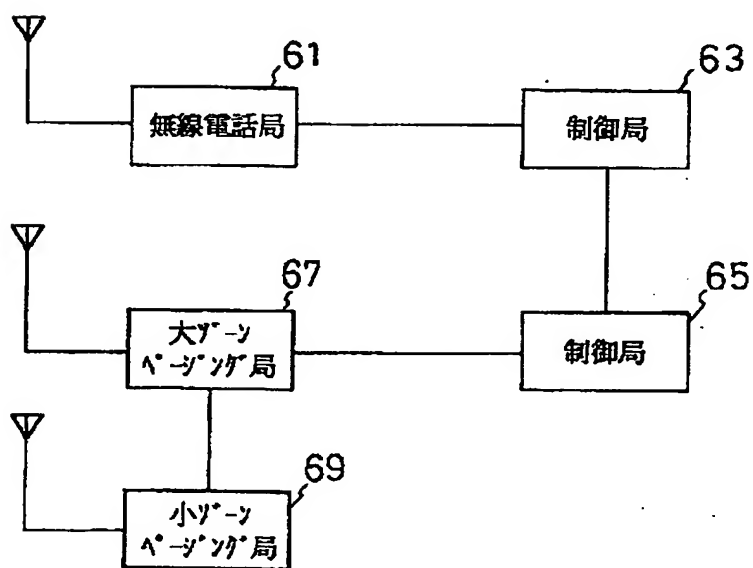 61
無線電話局
63
制御局
67
大ゾーン
ページング局
65
制御局
69
小ゾーン
ページング局